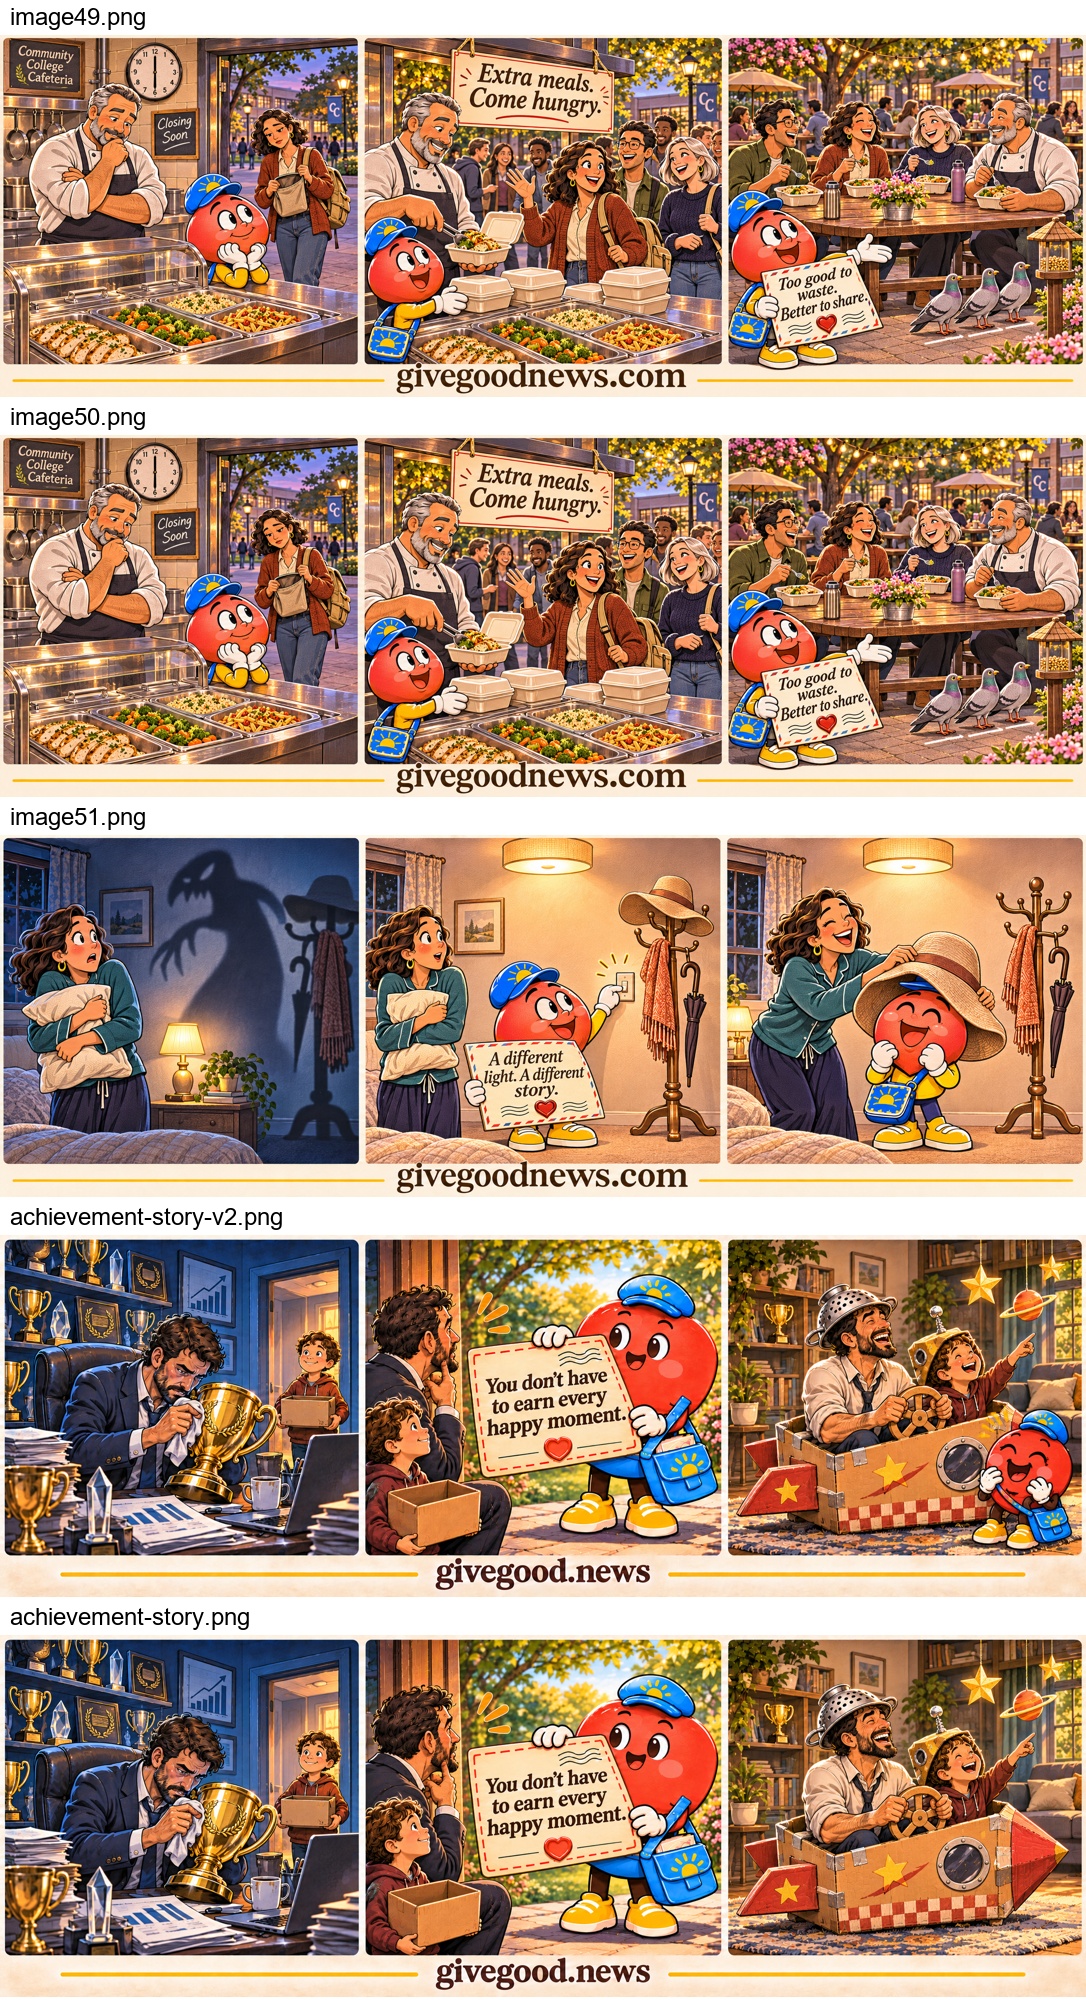 image49.png
Community
College
Cafeteria
Closing
Soon
Extra meals.
Come hungry.
CC
CC
Too good to
waste.
Better to share.
givegoodnews.com
image50.png
Community
College
Cafeteria
Closing
Soon
CC
Extra meals.
Come hungry.
CC
Too good to
waste.
Better to share.
givegoodnews.com
image51.png
A different
light. A different
story.
givegoodnews.com
achievement-story-v2.png
You don't have
to earn every
happy moment.
givegood.news
achievement-story.png
You don't have
to earn every
happy moment.
givegood.news